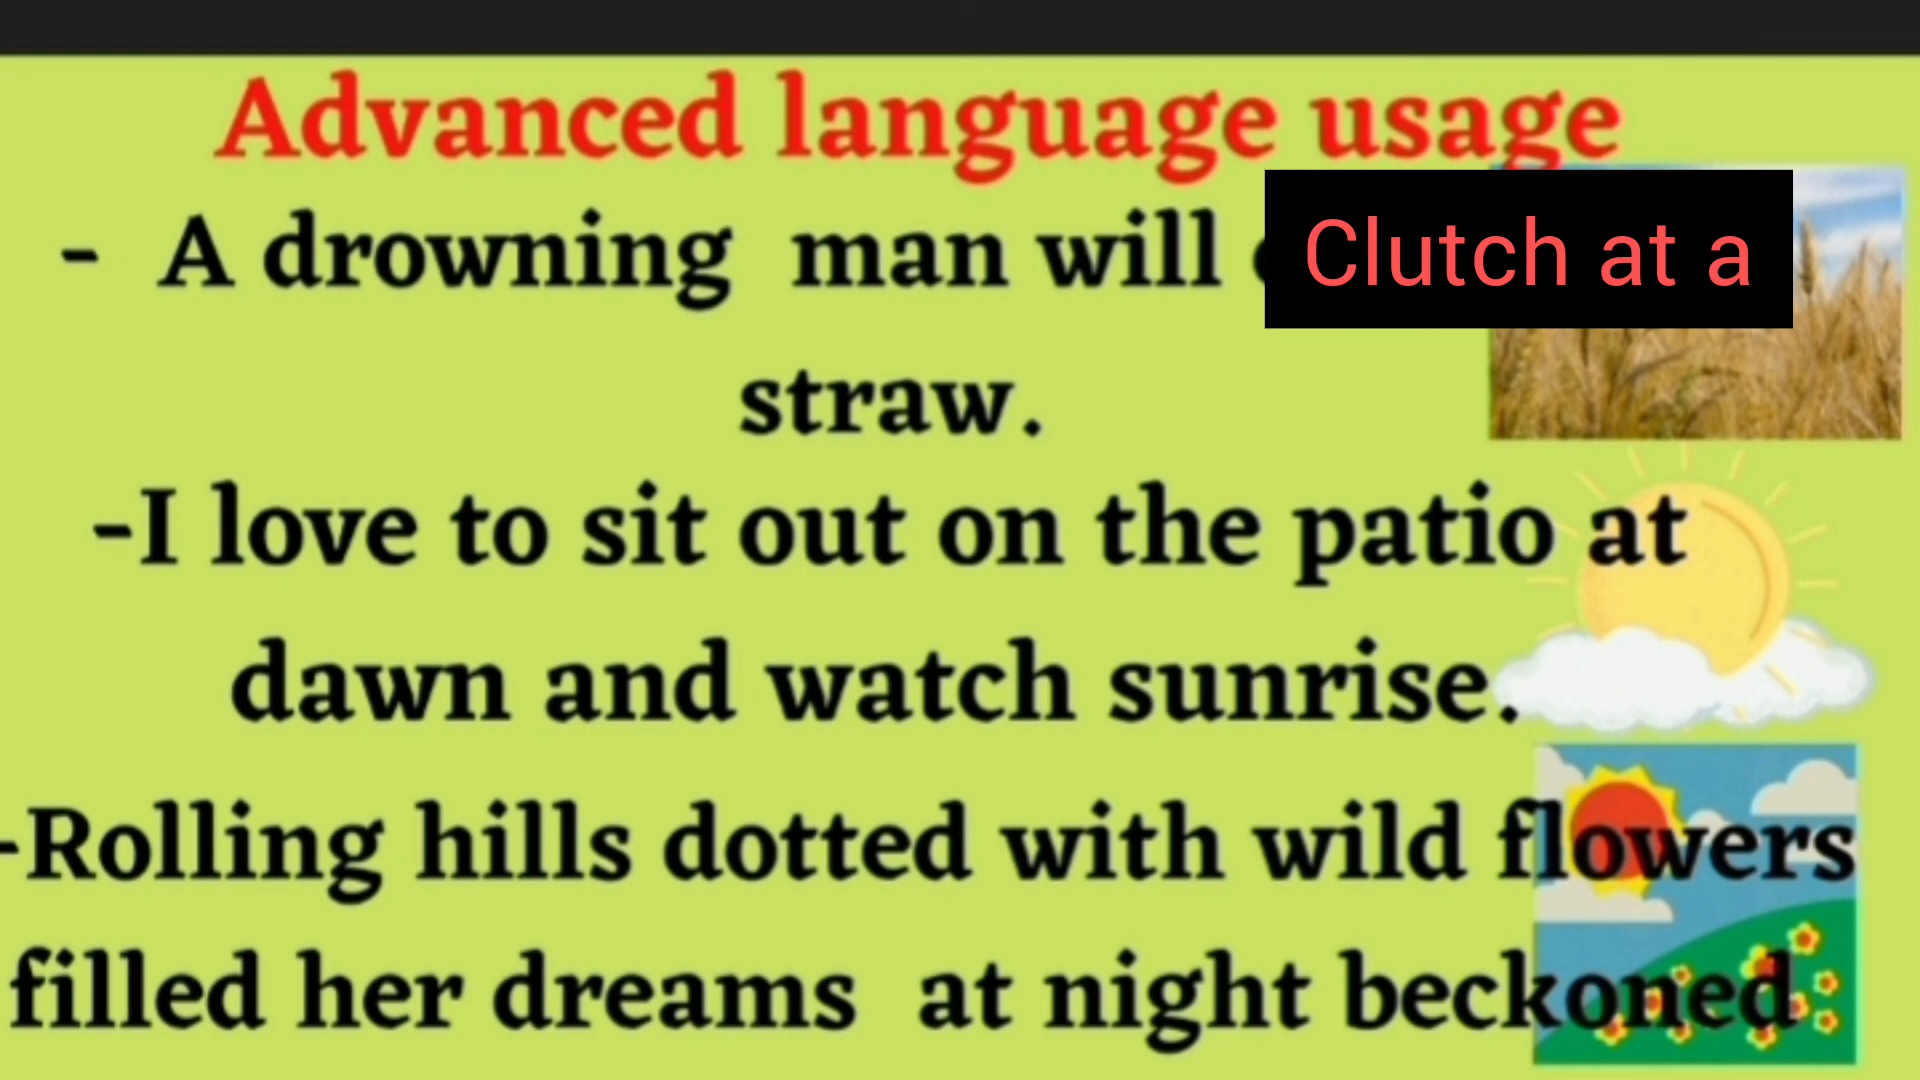 Advanced language usage
- A drowning man will Clutch at a
straw.
-I love to sit out on the patio at
dawn and watch sunrise.
-Rolling hills dotted with wild flowers
filled her dreams at night beckoned